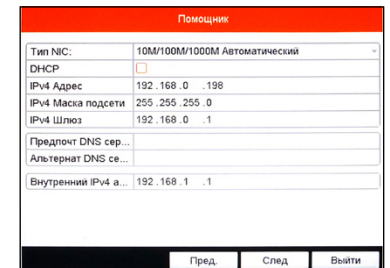 Помощник
Тип NIC: 10M/100M/1000M Автоматический
DHCP
IPv4 Адрес 192.168.0 .198
IPv4 Маска подсети 255.255.255.0
IPv4 Шлюз 192.168.0 .1
Предпочт DNS сер...
Альтернат DNS се...
Внутренний IPv4 а... 192.168.1 .1
Пред. След Выйти